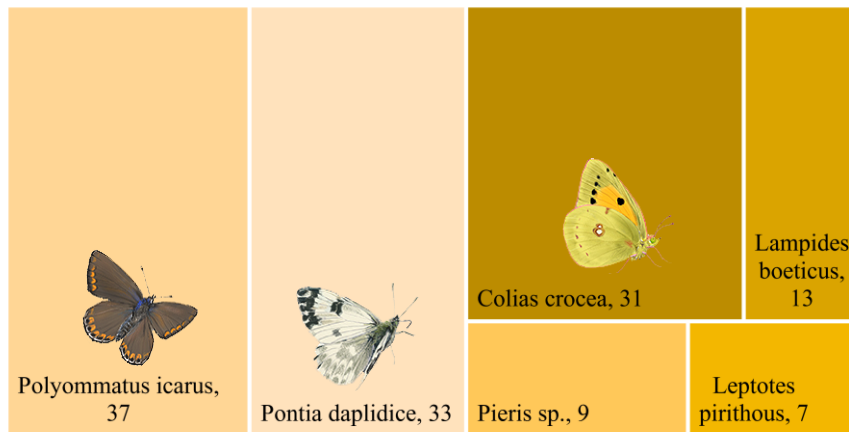 Polyommatus icarus,
37
Pontia daplidice, 33
Colias crocea, 31
Lampides
boeticus,
13
Pieris sp., 9
Leptotes
pirithous, 7